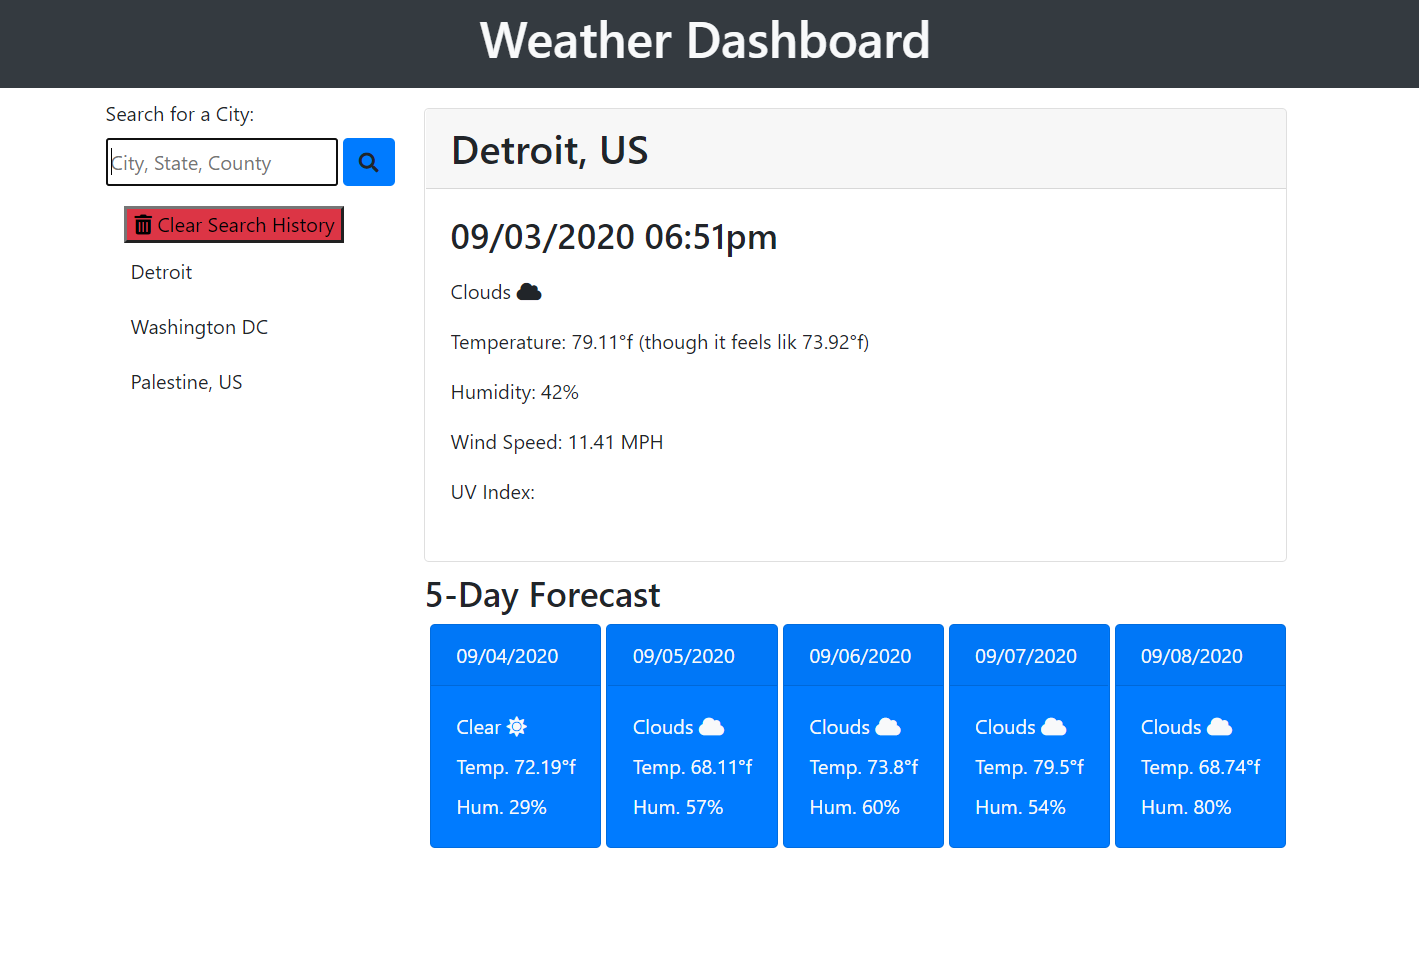 Weather Dashboard
Search for a City:
City, State, County
Clear Search History
Detroit
Washington DC
Palestine, US
Detroit, US
09/03/2020 06:51pm
Clouds
Temperature: 79.11°f (though it feels lik 73.92°f)
Humidity: 42%
Wind Speed: 11.41 MPH
UV Index:
5-Day Forecast
09/04/2020
Clear
Temp. 72.19°f
Hum. 29%
09/05/2020
Clouds
Temp. 68.11°f
Hum. 57%
09/06/2020
Clouds
Temp. 73.8°f
Hum. 60%
09/07/2020
Clouds
Temp. 79.5°f
Hum. 54%
09/08/2020
Clouds
Temp. 68.74°f
Hum. 80%